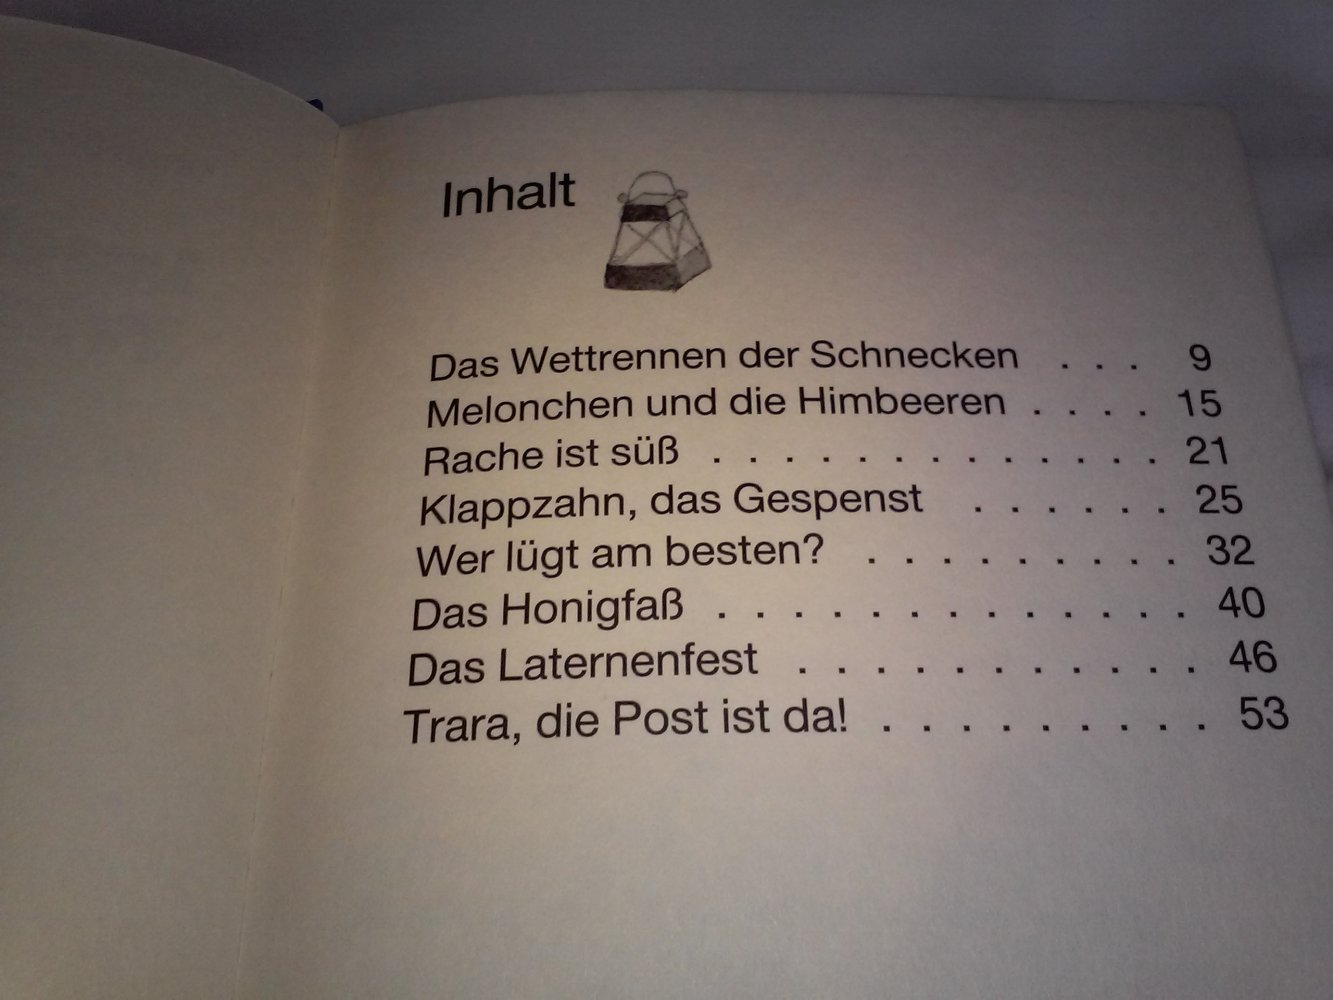 Inhalt
Das Wettrennen der Schnecken . . . 9
Melonchen und die Himbeeren . . . . 15
Rache ist süß . . . . . . . . . . . . . 21
Klappzahn, das Gespenst . . . . . . 25
Wer lügt am besten? . . . . . . . . . 32
Das Honigfaß . . . . . . . . . . . . . 40
Das Laternenfest . . . . . . . . . . . 46
Trara, die Post ist da! . . . . . . . . . 53